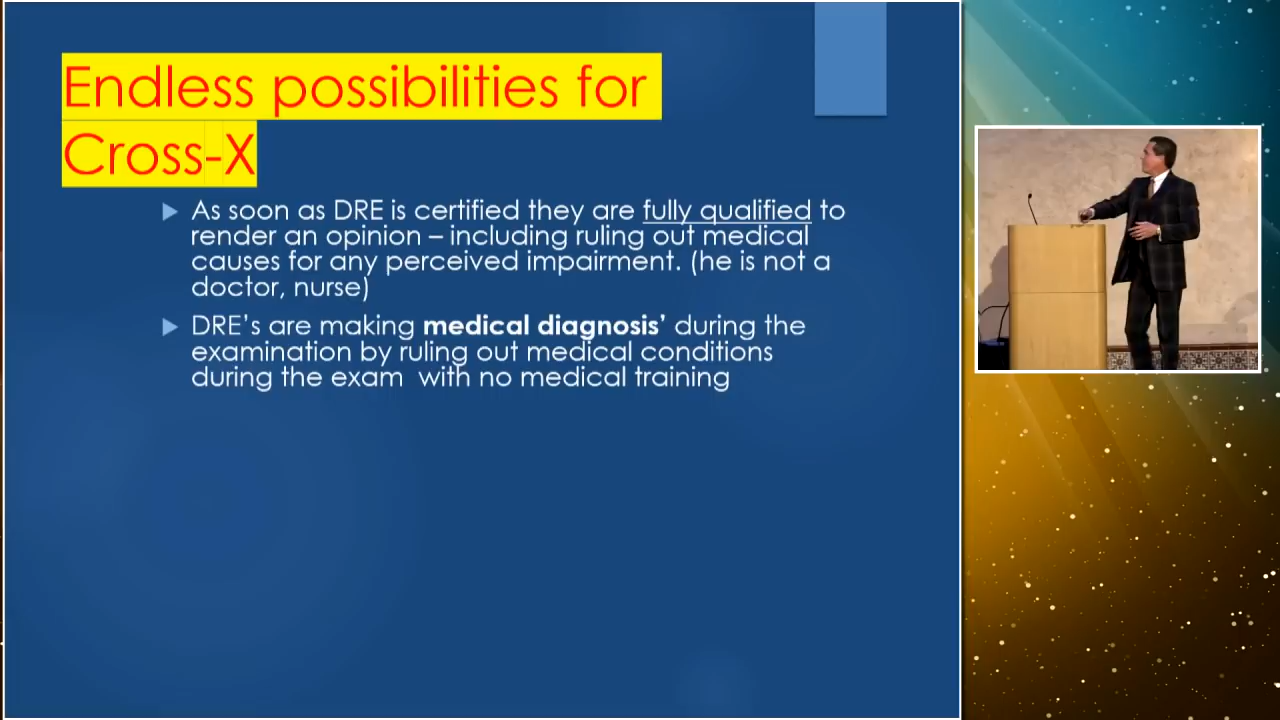 Endless possibilities for
Cross-X
As soon as DRE is certified they are fully qualified to
render an opinion – including ruling out medical
causes for any perceived impairment. (he is not a
doctor, nurse)
DRE’s are making medical diagnosis’ during the
examination by ruling out medical conditions
during the exam  with no medical training